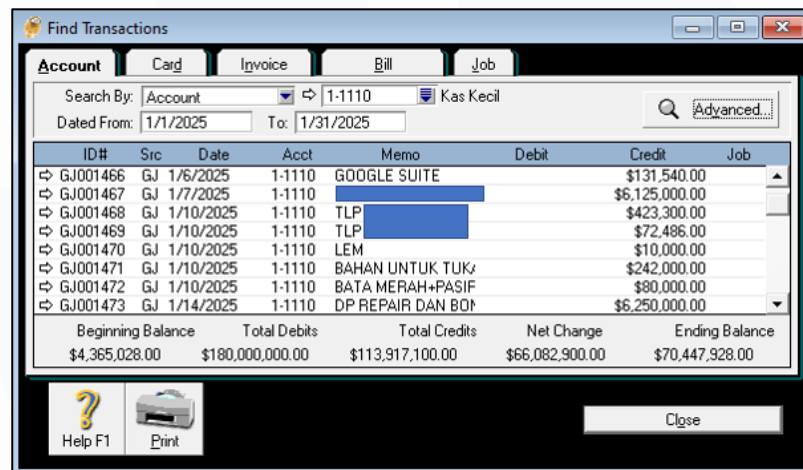 Find Transactions
Account Card Invoice Bill Job
Search By: Account 1-1110 Kas Kecil
Dated From: 1/1/2025 To: 1/31/2025 Advanced...
ID# Src Date Acct Memo Debit Credit Job
GJ001466 GJ 1/6/2025 1-1110 GOOGLE SUITE $131,540.00
GJ001467 GJ 1/7/2025 1-1110 $6,125,000.00
GJ001468 GJ 1/10/2025 1-1110 TLP $423,300.00
GJ001469 GJ 1/10/2025 1-1110 TLP $72,486.00
GJ001470 GJ 1/10/2025 1-1110 LEM $10,000.00
GJ001471 GJ 1/10/2025 1-1110 BAHAN UNTUK $242,000.00
GJ001472 GJ 1/10/2025 1-1110 BATA MERAH+PASIF $80,000.00
GJ001473 GJ 1/14/2025 1-1110 DP REPAIR DAN $6,250,000.00
Beginning Balance Total Debits Total Credits Net Change Ending Balance
$4,365,028.00 $180,000,000.00 $113,917,100.00 $66,082,900.00 $70,447,928.00
Help F1 Print Close